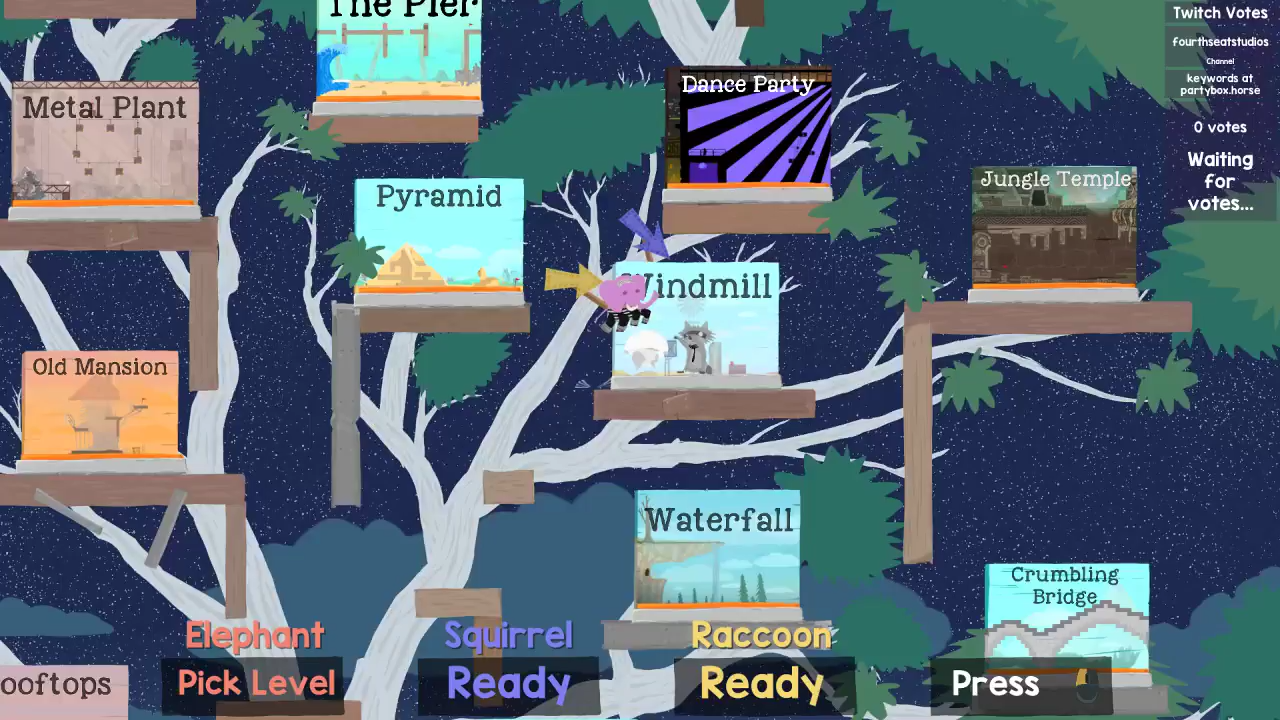 The Pier
Metal Plant
Dance Party
Pyramid
Jungle Temple
Windmill
Old Mansion
Waterfall
Crumbling
Bridge
ooftops
Elephant
Pick Level
Squirrel
Ready
Raccoon
Ready
Press
Twitch Votes
fourthseatstudios
Channel
keywords at
partybox.horse
0 votes
Waiting
for
votes...